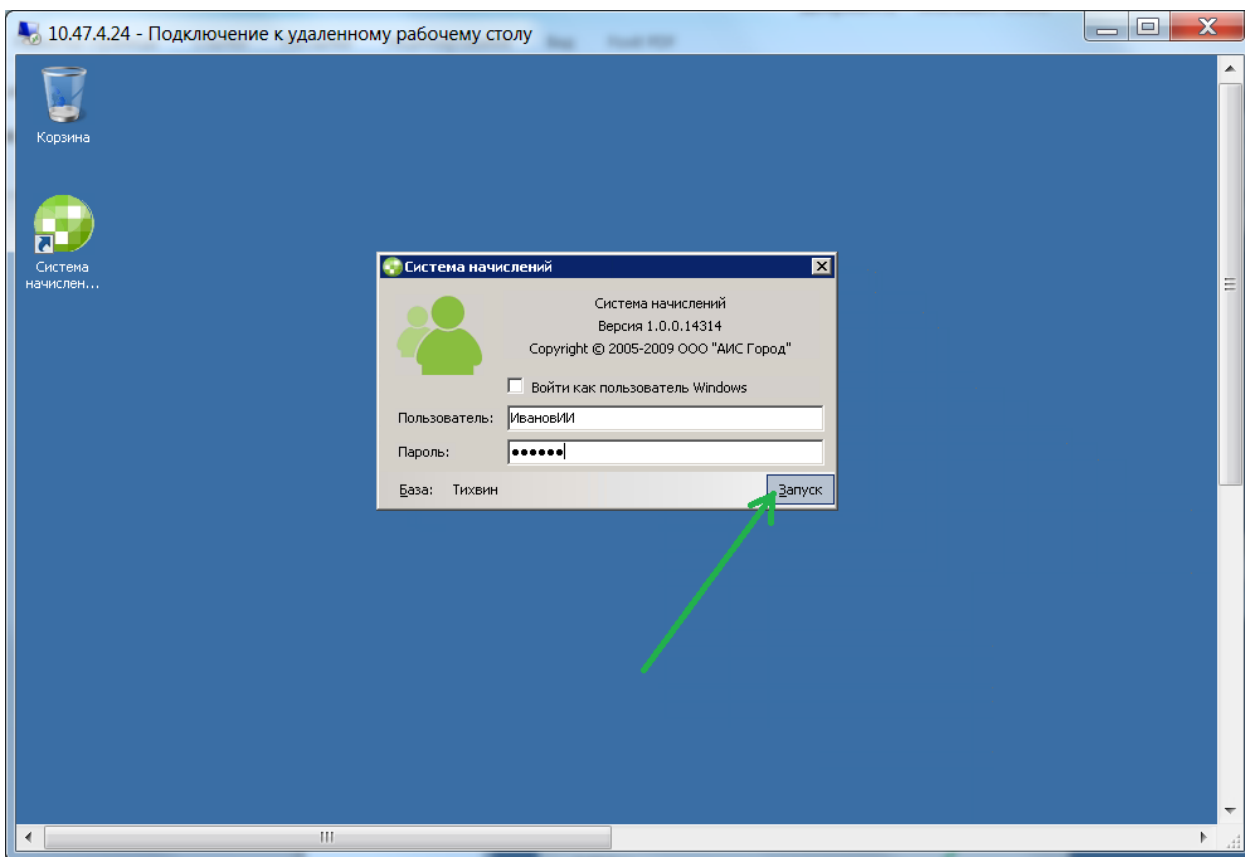 10.47.4.24 - Подключение к удаленному рабочему столу
Корзина
Система
начислен...
Система начислений
Система начислений
Версия 1.0.0.14314
Copyright © 2005-2009 ООО "АИС Город"
Войти как пользователь Windows
Пользователь: ИвановИИ
Пароль: ●●●●●●
База: Тихвин
Запуск